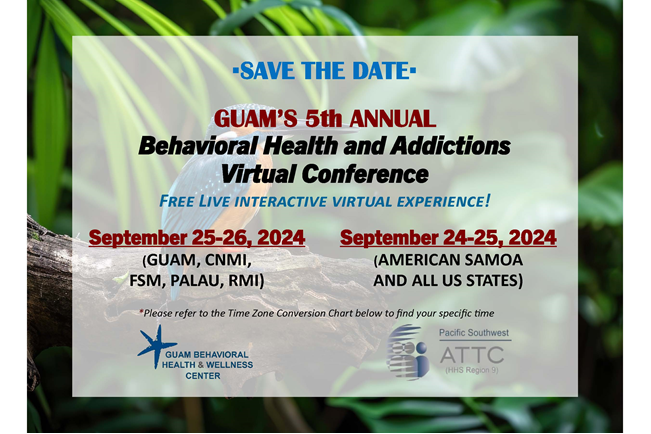 ▪SAVE THE DATE▪
GUAM'S 5th ANNUAL
Behavioral Health and Addictions
Virtual Conference
FREE LIVE INTERACTIVE VIRTUAL EXPERIENCE!
September 25-26, 2024
(GUAM, CNMI,
FSM, PALAU, RMI)
September 24-25, 2024
(AMERICAN SAMOA
AND ALL US STATES)
*Please refer to the Time Zone Conversion Chart below to find your specific time
GUAM BEHAVIORAL
HEALTH & WELLNESS
CENTER
Pacific Southwest
ATTC
(HHS Region 9)